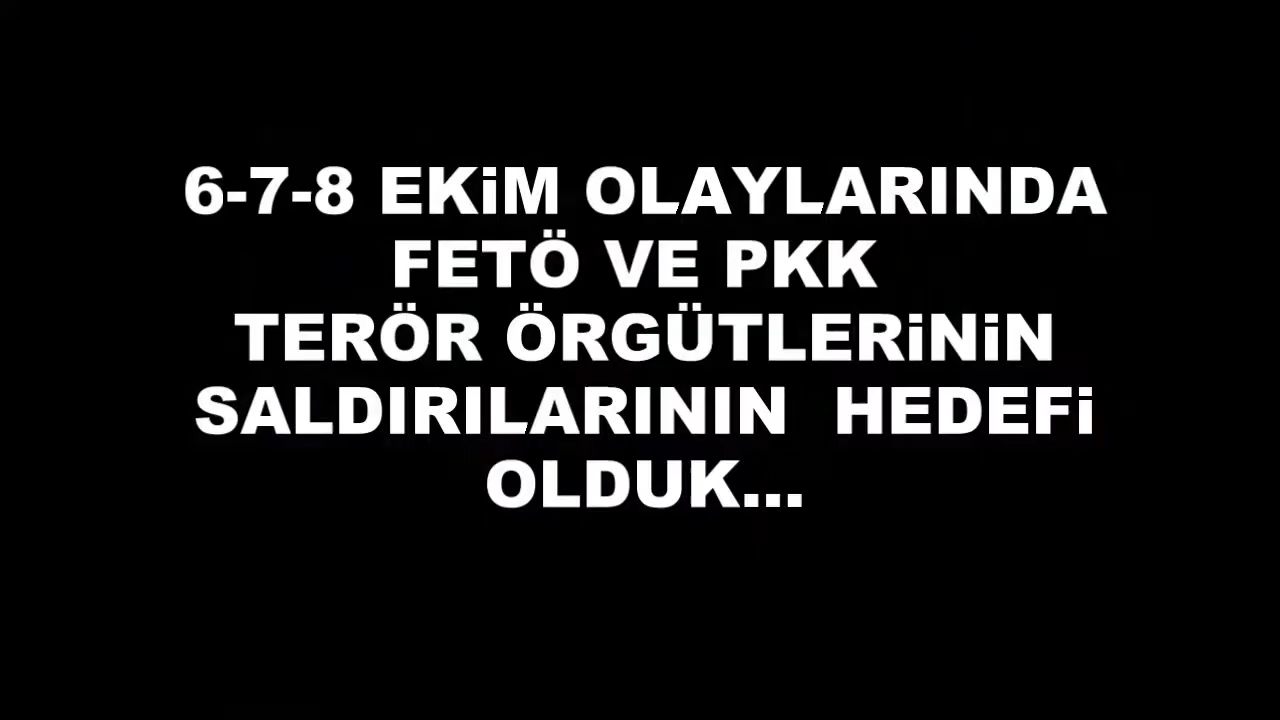 6-7-8 EKiM OLAYLARINDA
FETÖ VE PKK
TERÖR ÖRGÜTLERiNiN
SALDIRILARININ  HEDEFi
OLDUK...